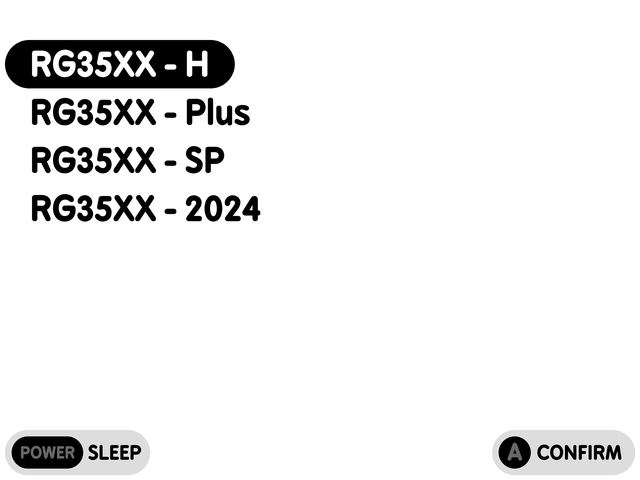 RG35XX - H
RG35XX - Plus
RG35XX - SP
RG35XX - 2024
POWER SLEEP
A CONFIRM